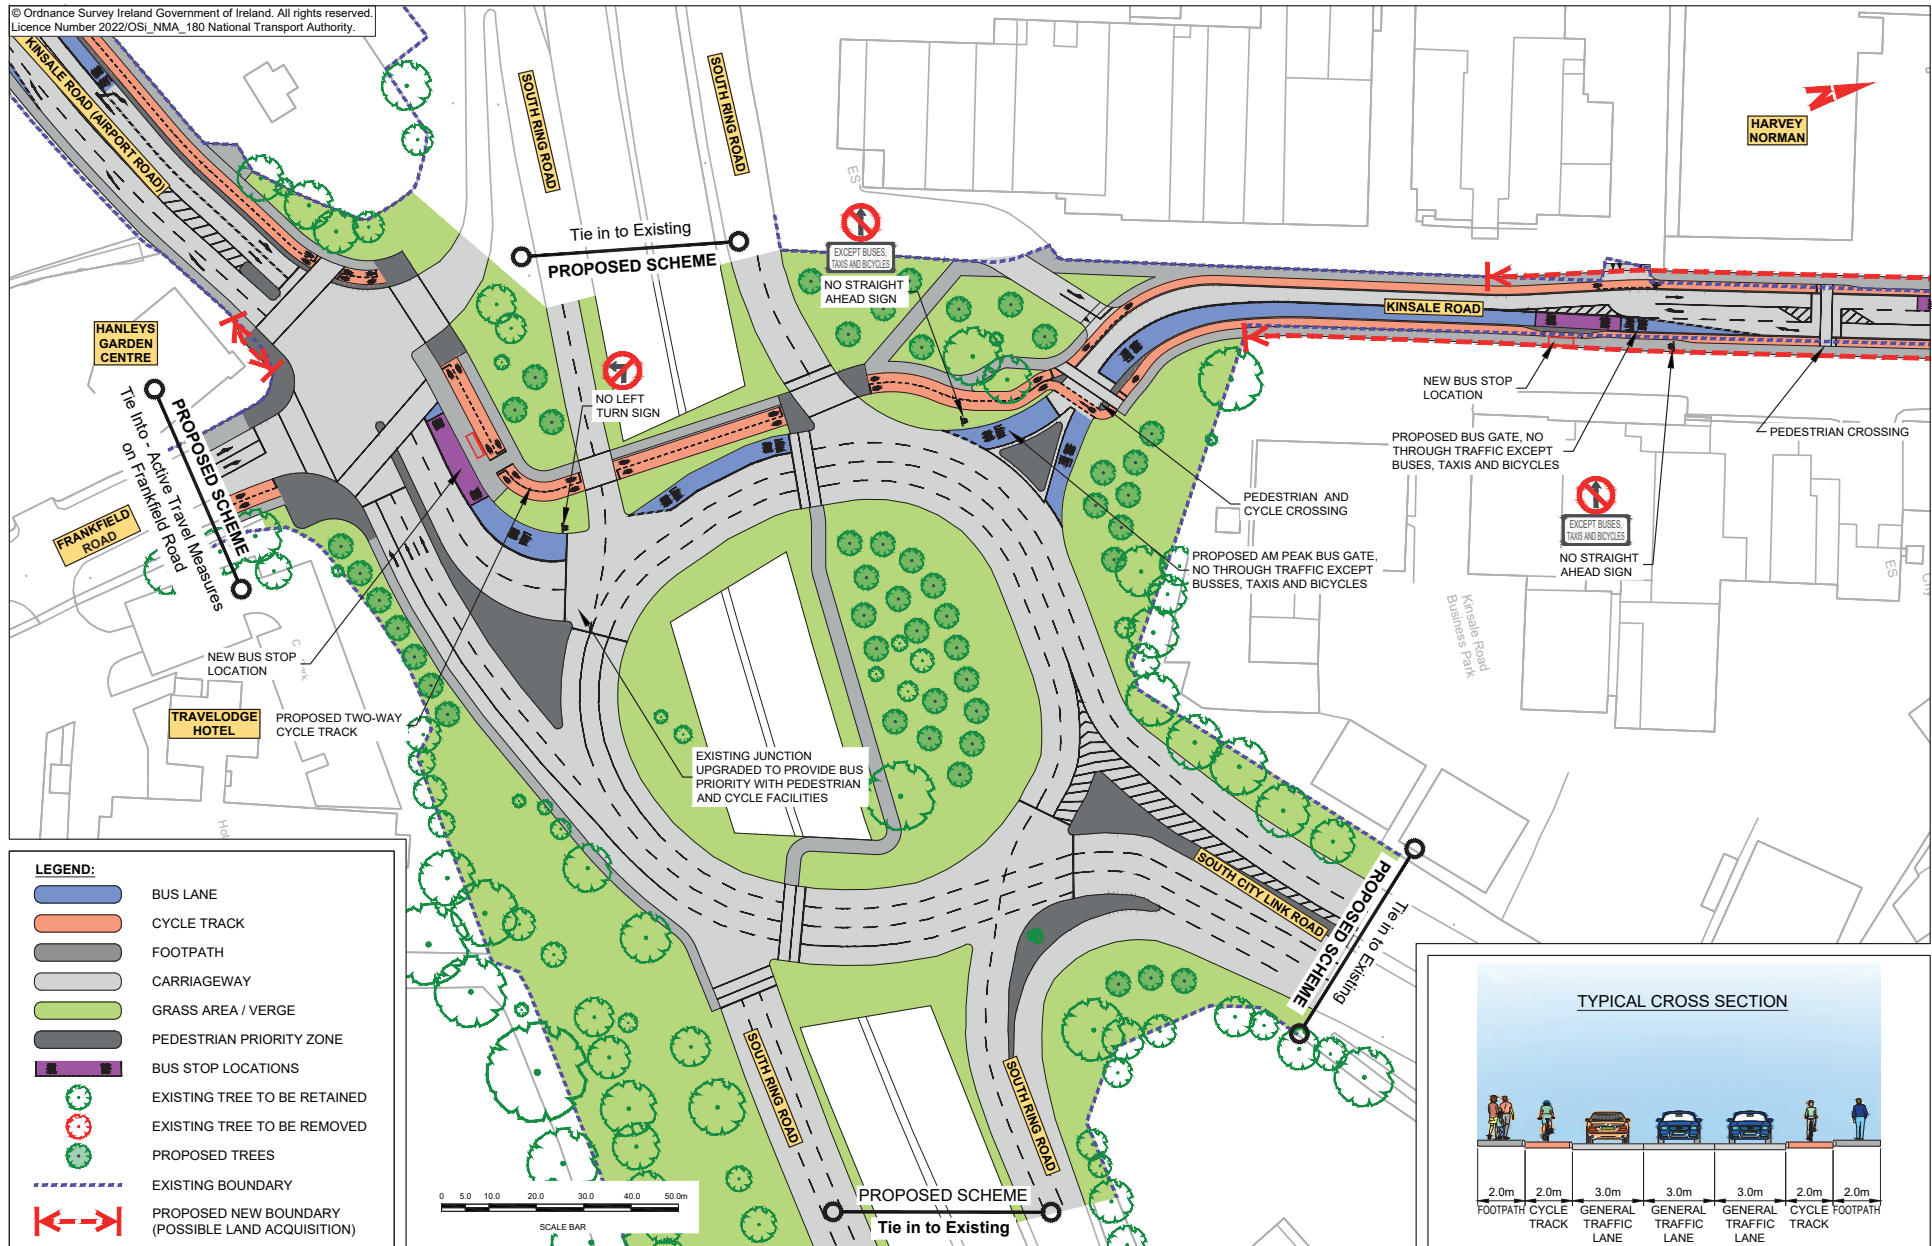 © Ordnance Survey Ireland Government of Ireland. All rights reserved.
Licence Number 2022/OSi_NMA_180 National Transport Authority.
KINSALE ROAD (AIRPORT ROAD)
SOUTH RING ROAD
SOUTH RING ROAD
HARVEY
NORMAN
ES
Tie in to Existing
PROPOSED SCHEME
EXCEPT BUSES,
TAXIS AND BICYCLES
NO STRAIGHT
AHEAD SIGN
KINSALE ROAD
HANLEYS
GARDEN
CENTRE
NO LEFT
TURN SIGN
NEW BUS STOP
LOCATION
PROPOSED BUS GATE, NO
THROUGH TRAFFIC EXCEPT
BUSES, TAXIS AND BICYCLES
PEDESTRIAN CROSSING
PROPOSED SCHEME
Tie Into - Active Travel Measures
on Frankfield Road
FRANKFIELD
ROAD
PEDESTRIAN AND
CYCLE CROSSING
EXCEPT BUSES,
TAXIS AND BICYCLES
NO STRAIGHT
AHEAD SIGN
ES
PROPOSED AM PEAK BUS GATE,
NO THROUGH TRAFFIC EXCEPT
BUSSES, TAXIS AND BICYCLES
Kinsale Road
Business Park
NEW BUS STOP
LOCATION
TRAVELODGE
HOTEL
PROPOSED TWO-WAY
CYCLE TRACK
EXISTING JUNCTION
UPGRADED TO PROVIDE BUS
PRIORITY WITH PEDESTRIAN
AND CYCLE FACILITIES
SOUTH CITY LINK ROAD
PROPOSED SCHEME
Tie in to Existing
SOUTH RING ROAD
SOUTH RING ROAD
PROPOSED SCHEME
Tie in to Existing
LEGEND:
BUS LANE
CYCLE TRACK
FOOTPATH
CARRIAGEWAY
GRASS AREA / VERGE
PEDESTRIAN PRIORITY ZONE
BUS STOP LOCATIONS
EXISTING TREE TO BE RETAINED
EXISTING TREE TO BE REMOVED
PROPOSED TREES
EXISTING BOUNDARY
PROPOSED NEW BOUNDARY
(POSSIBLE LAND ACQUISITION)
0 5.0 10.0 20.0 30.0 40.0 50.0m
SCALE BAR
TYPICAL CROSS SECTION
2.0m 2.0m 3.0m 3.0m 3.0m 2.0m 2.0m
FOOTPATH CYCLE GENERAL GENERAL GENERAL CYCLE FOOTPATH
TRACK TRAFFIC TRAFFIC TRAFFIC TRACK
LANE LANE LANE